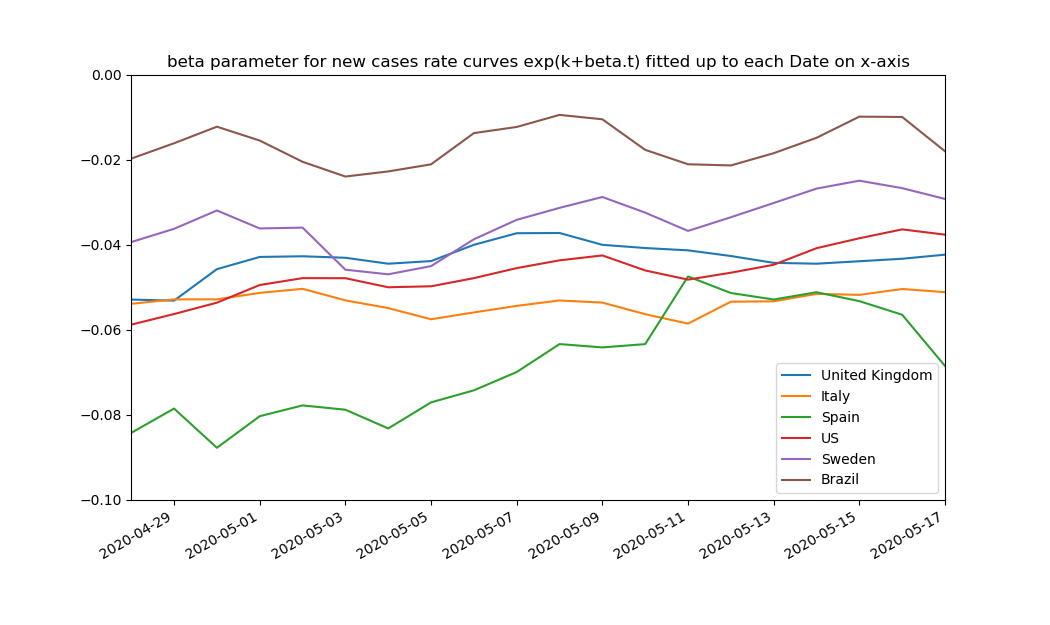 beta parameter for new cases rate curves exp(k+beta.t) fitted up to each Date on x-axis
0.00
−0.02
−0.04
−0.06
−0.08
−0.10
United Kingdom
Italy
Spain
US
Sweden
Brazil
2020-04-29
2020-05-01
2020-05-03
2020-05-05
2020-05-07
2020-05-09
2020-05-11
2020-05-13
2020-05-15
2020-05-17